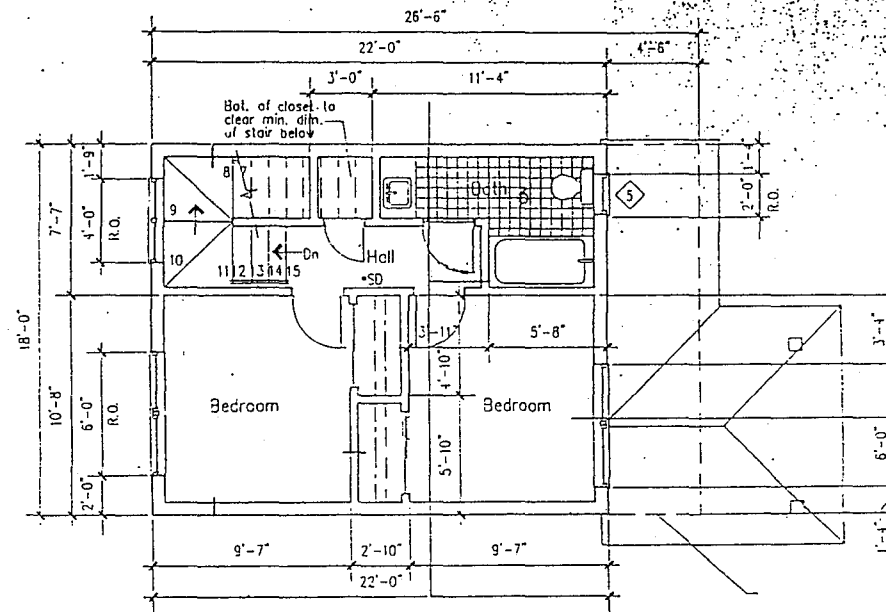 26'-6"
22'-0"
4'-6"
3'-0"
11'-4"
Bot. of closet to
clear min. dim.
of stair below
1'-9"
4'-0"
R.O.
7'-7"
18'-0"
10'-8"
6'-0"
R.O.
2'-0"
8 7
9
10
11 12 13 14 15
Dn
Hall
SD
Bath
5
1'-4"
2'-0"
R.O.
3'-11"
5'-8"
4'-10"
5'-10"
Bedroom
Bedroom
3'-4"
6'-0"
1'-4"
9'-7"
2'-10"
9'-7"
22'-0"